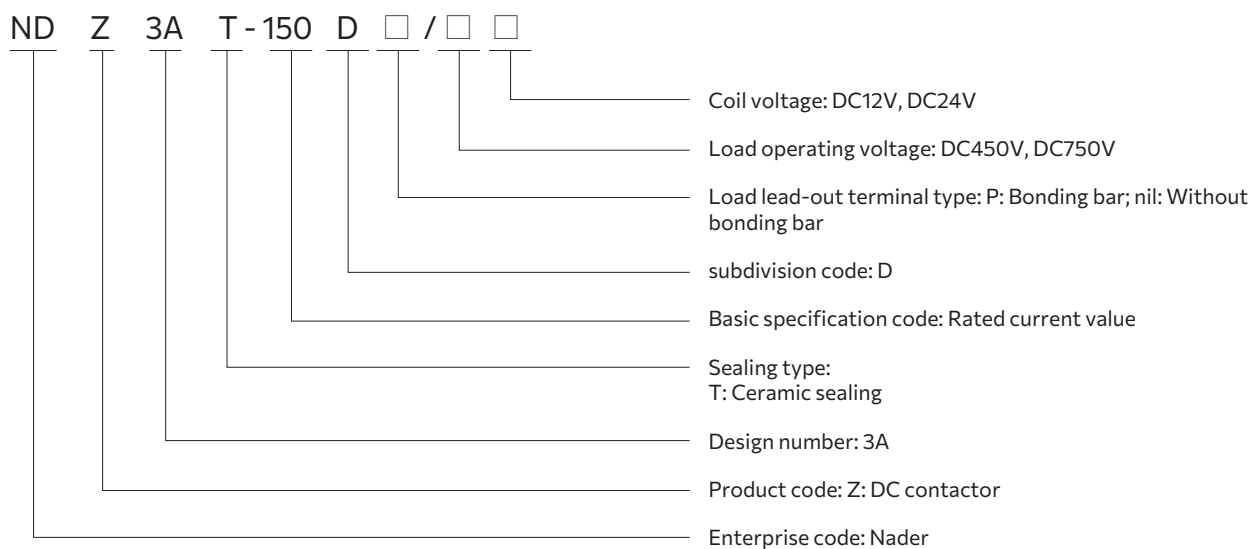 ND Z 3A T - 150 D □ / □ □
Coil voltage: DC12V, DC24V
Load operating voltage: DC450V, DC750V
Load lead-out terminal type: P: Bonding bar; nil: Without
bonding bar
subdivision code: D
Basic specification code: Rated current value
Sealing type:
T: Ceramic sealing
Design number: 3A
Product code: Z: DC contactor
Enterprise code: Nader